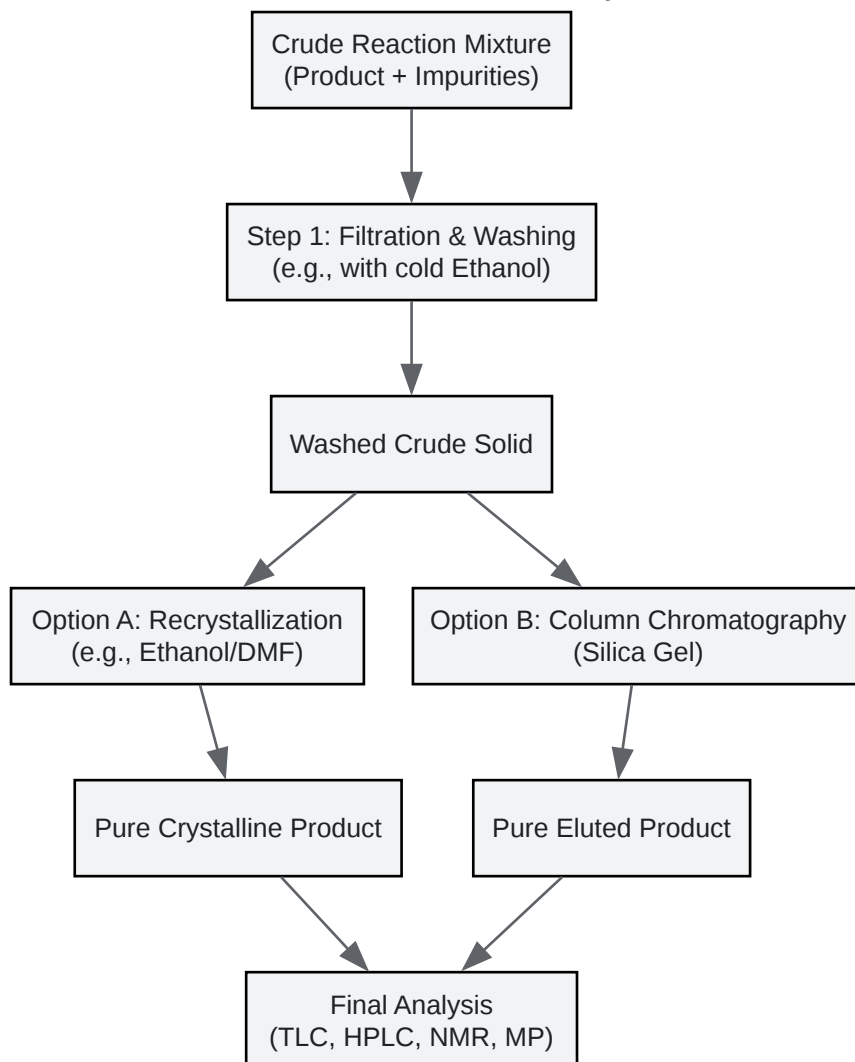 Crude Reaction Mixture
(Product + Impurities)
Step 1: Filtration & Washing
(e.g., with cold Ethanol)
Washed Crude Solid
Option A: Recrystallization
(e.g., Ethanol/DMF)
Option B: Column Chromatography
(Silica Gel)
Pure Crystalline Product
Pure Eluted Product
Final Analysis
(TLC, HPLC, NMR, MP)